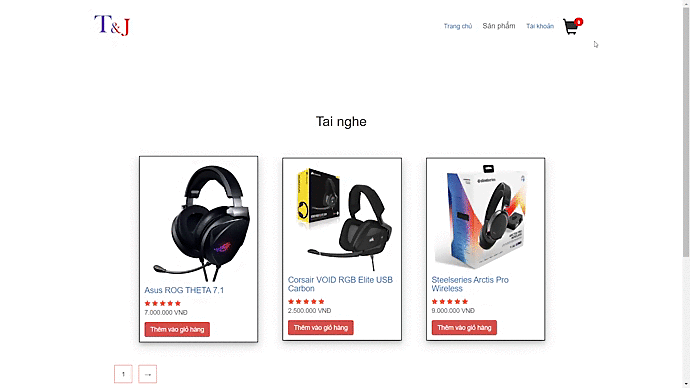 T&J
Trang chủ Sản phẩm Tài khoản
Tai nghe
Asus ROG THETA 7.1
7.000.000 VNĐ
Thêm vào giỏ hàng
Corsair VOID RGB Elite USB
Carbon
2.500.000 VNĐ
Thêm vào giỏ hàng
Steelseries Arctis Pro
Wireless
9.000.000 VNĐ
Thêm vào giỏ hàng
1 →